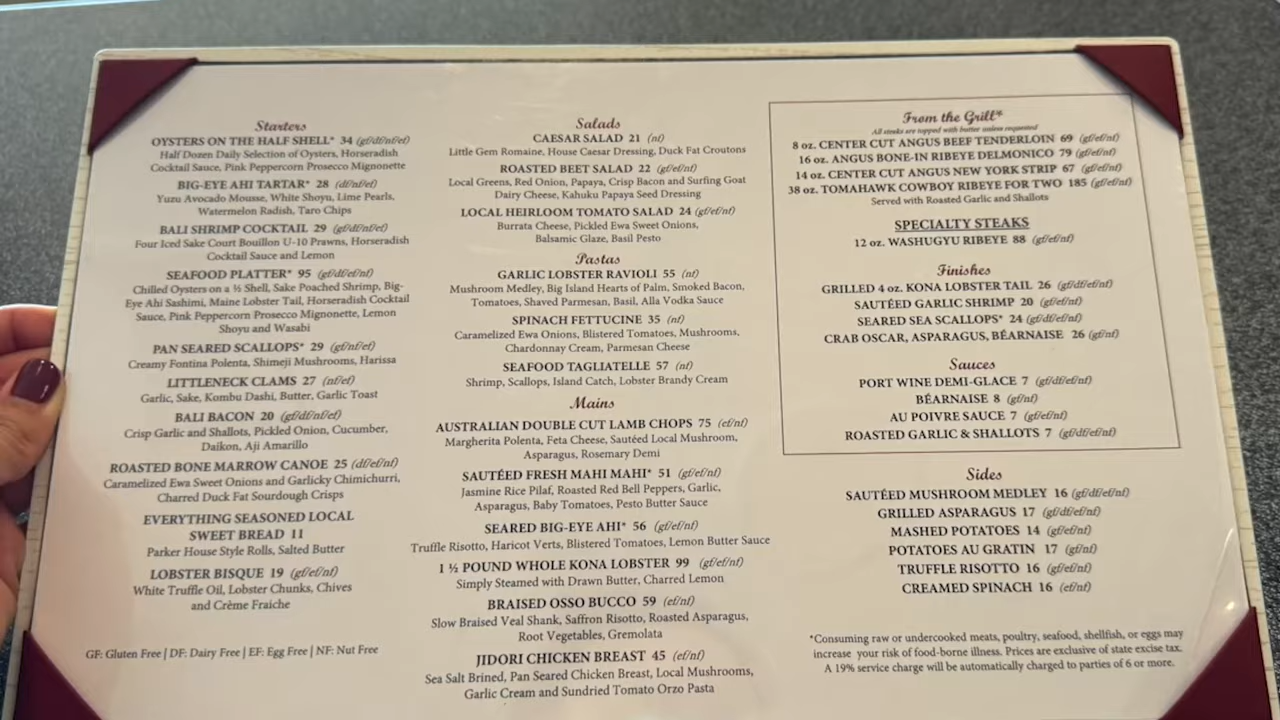 Starters
OYSTERS ON THE HALF SHELL* 34 (gf/df/nf/ef)
Half Dozen Daily Selection of Oysters, Horseradish
Cocktail Sauce, Pink Peppercorn Prosecco Mignonette
BIG-EYE AHI TARTAR* 28 (df/nf/ef)
Yuzu Avocado Mousse, White Shoyu, Lime Pearls,
Watermelon Radish, Taro Chips
BALI SHRIMP COCKTAIL 29 (gf/df/nf/ef)
Four Iced Sake Court Bouillon U-10 Prawns, Horseradish
Cocktail Sauce and Lemon
SEAFOOD PLATTER* 95 (gf/df/ef/nf)
Chilled Oysters on a ½ Shell, Sake Poached Shrimp, Big-
Eye Ahi Sashimi, Maine Lobster Tail, Horseradish Cocktail
Sauce, Pink Peppercorn Prosecco Mignonette, Lemon
Shoyu and Wasabi
PAN SEARED SCALLOPS* 29 (gf/nf/ef)
Creamy Fontina Polenta, Shimeji Mushrooms, Harissa
LITTLENECK CLAMS 27 (nf/ef)
Garlic, Sake, Kombu Dashi, Butter, Garlic Toast
BALI BACON 20 (gf/df/nf/ef)
Crisp Garlic and Shallots, Pickled Onion, Cucumber,
Daikon, Aji Amarillo
ROASTED BONE MARROW CANOE 25 (df/ef/nf)
Caramelized Ewa Sweet Onions and Garlicky Chimichurri,
Charred Duck Fat Sourdough Crisps
EVERYTHING SEASONED LOCAL
SWEET BREAD 11
Parker House Style Rolls, Salted Butter
LOBSTER BISQUE 19 (gf/ef/nf)
White Truffle Oil, Lobster Chunks, Chives
and Crème Fraiche
GF: Gluten Free | DF: Dairy Free | EF: Egg Free | NF: Nut Free
Salads
CAESAR SALAD 21 (nf)
Little Gem Romaine, House Caesar Dressing, Duck Fat Croutons
ROASTED BEET SALAD 22 (gf/ef/nf)
Local Greens, Red Onion, Papaya, Crisp Bacon and Surfing Goat
Dairy Cheese, Kahuku Papaya Seed Dressing
LOCAL HEIRLOOM TOMATO SALAD 24 (gf/ef/nf)
Burrata Cheese, Pickled Ewa Sweet Onions,
Balsamic Glaze, Basil Pesto
Pastas
GARLIC LOBSTER RAVIOLI 55 (nf)
Mushroom Medley, Big Island Hearts of Palm, Smoked Bacon,
Tomatoes, Shaved Parmesan, Basil, Alla Vodka Sauce
SPINACH FETTUCINE 35 (nf)
Caramelized Ewa Onions, Blistered Tomatoes, Mushrooms,
Chardonnay Cream, Parmesan Cheese
SEAFOOD TAGLIATELLE 57 (nf)
Shrimp, Scallops, Island Catch, Lobster Brandy Cream
Mains
AUSTRALIAN DOUBLE CUT LAMB CHOPS 75 (ef/nf)
Margherita Polenta, Feta Cheese, Sautéed Local Mushroom,
Asparagus, Rosemary Demi
SAUTÉED FRESH MAHI MAHI* 51 (gf/ef/nf)
Jasmine Rice Pilaf, Roasted Red Bell Peppers, Garlic,
Asparagus, Baby Tomatoes, Pesto Butter Sauce
SEARED BIG-EYE AHI* 56 (gf/ef/nf)
Truffle Risotto, Haricot Verts, Blistered Tomatoes, Lemon Butter Sauce
1 ½ POUND WHOLE KONA LOBSTER 99 (gf/ef/nf)
Simply Steamed with Drawn Butter, Charred Lemon
BRAISED OSSO BUCCO 59 (ef/nf)
Slow Braised Veal Shank, Saffron Risotto, Roasted Asparagus,
Root Vegetables, Gremolata
JIDORI CHICKEN BREAST 45 (ef/nf)
Sea Salt Brined, Pan Seared Chicken Breast, Local Mushrooms,
Garlic Cream and Sundried Tomato Orzo Pasta
From the Grill*
All steaks are topped with butter unless requested
8 oz. CENTER CUT ANGUS BEEF TENDERLOIN 69 (gf/ef/nf)
16 oz. ANGUS BONE-IN RIBEYE DELMONICO 79 (gf/ef/nf)
14 oz. CENTER CUT ANGUS NEW YORK STRIP 67 (gf/ef/nf)
38 oz. TOMAHAWK COWBOY RIBEYE FOR TWO 185 (gf/ef/nf)
Served with Roasted Garlic and Shallots
SPECIALTY STEAKS
12 oz. WASHUGYU RIBEYE 88 (gf/ef/nf)
Finishes
GRILLED 4 oz. KONA LOBSTER TAIL 26 (gf/df/ef/nf)
SAUTÉED GARLIC SHRIMP 20 (gf/ef/nf)
SEARED SEA SCALLOPS* 24 (gf/df/ef/nf)
CRAB OSCAR, ASPARAGUS, BÉARNAISE 26 (gf/nf)
Sauces
PORT WINE DEMI-GLACE 7 (gf/df/ef/nf)
BÉARNAISE 8 (gf/nf)
AU POIVRE SAUCE 7 (gf/ef/nf)
ROASTED GARLIC & SHALLOTS 7 (gf/df/ef/nf)
Sides
SAUTÉED MUSHROOM MEDLEY 16 (gf/df/ef/nf)
GRILLED ASPARAGUS 17 (gf/df/ef/nf)
MASHED POTATOES 14 (gf/ef/nf)
POTATOES AU GRATIN 17 (gf/nf)
TRUFFLE RISOTTO 16 (gf/ef/nf)
CREAMED SPINACH 16 (ef/nf)
*Consuming raw or undercooked meats, poultry, seafood, shellfish, or eggs may
increase your risk of food-borne illness. Prices are exclusive of state excise tax.
A 19% service charge will be automatically charged to parties of 6 or more.